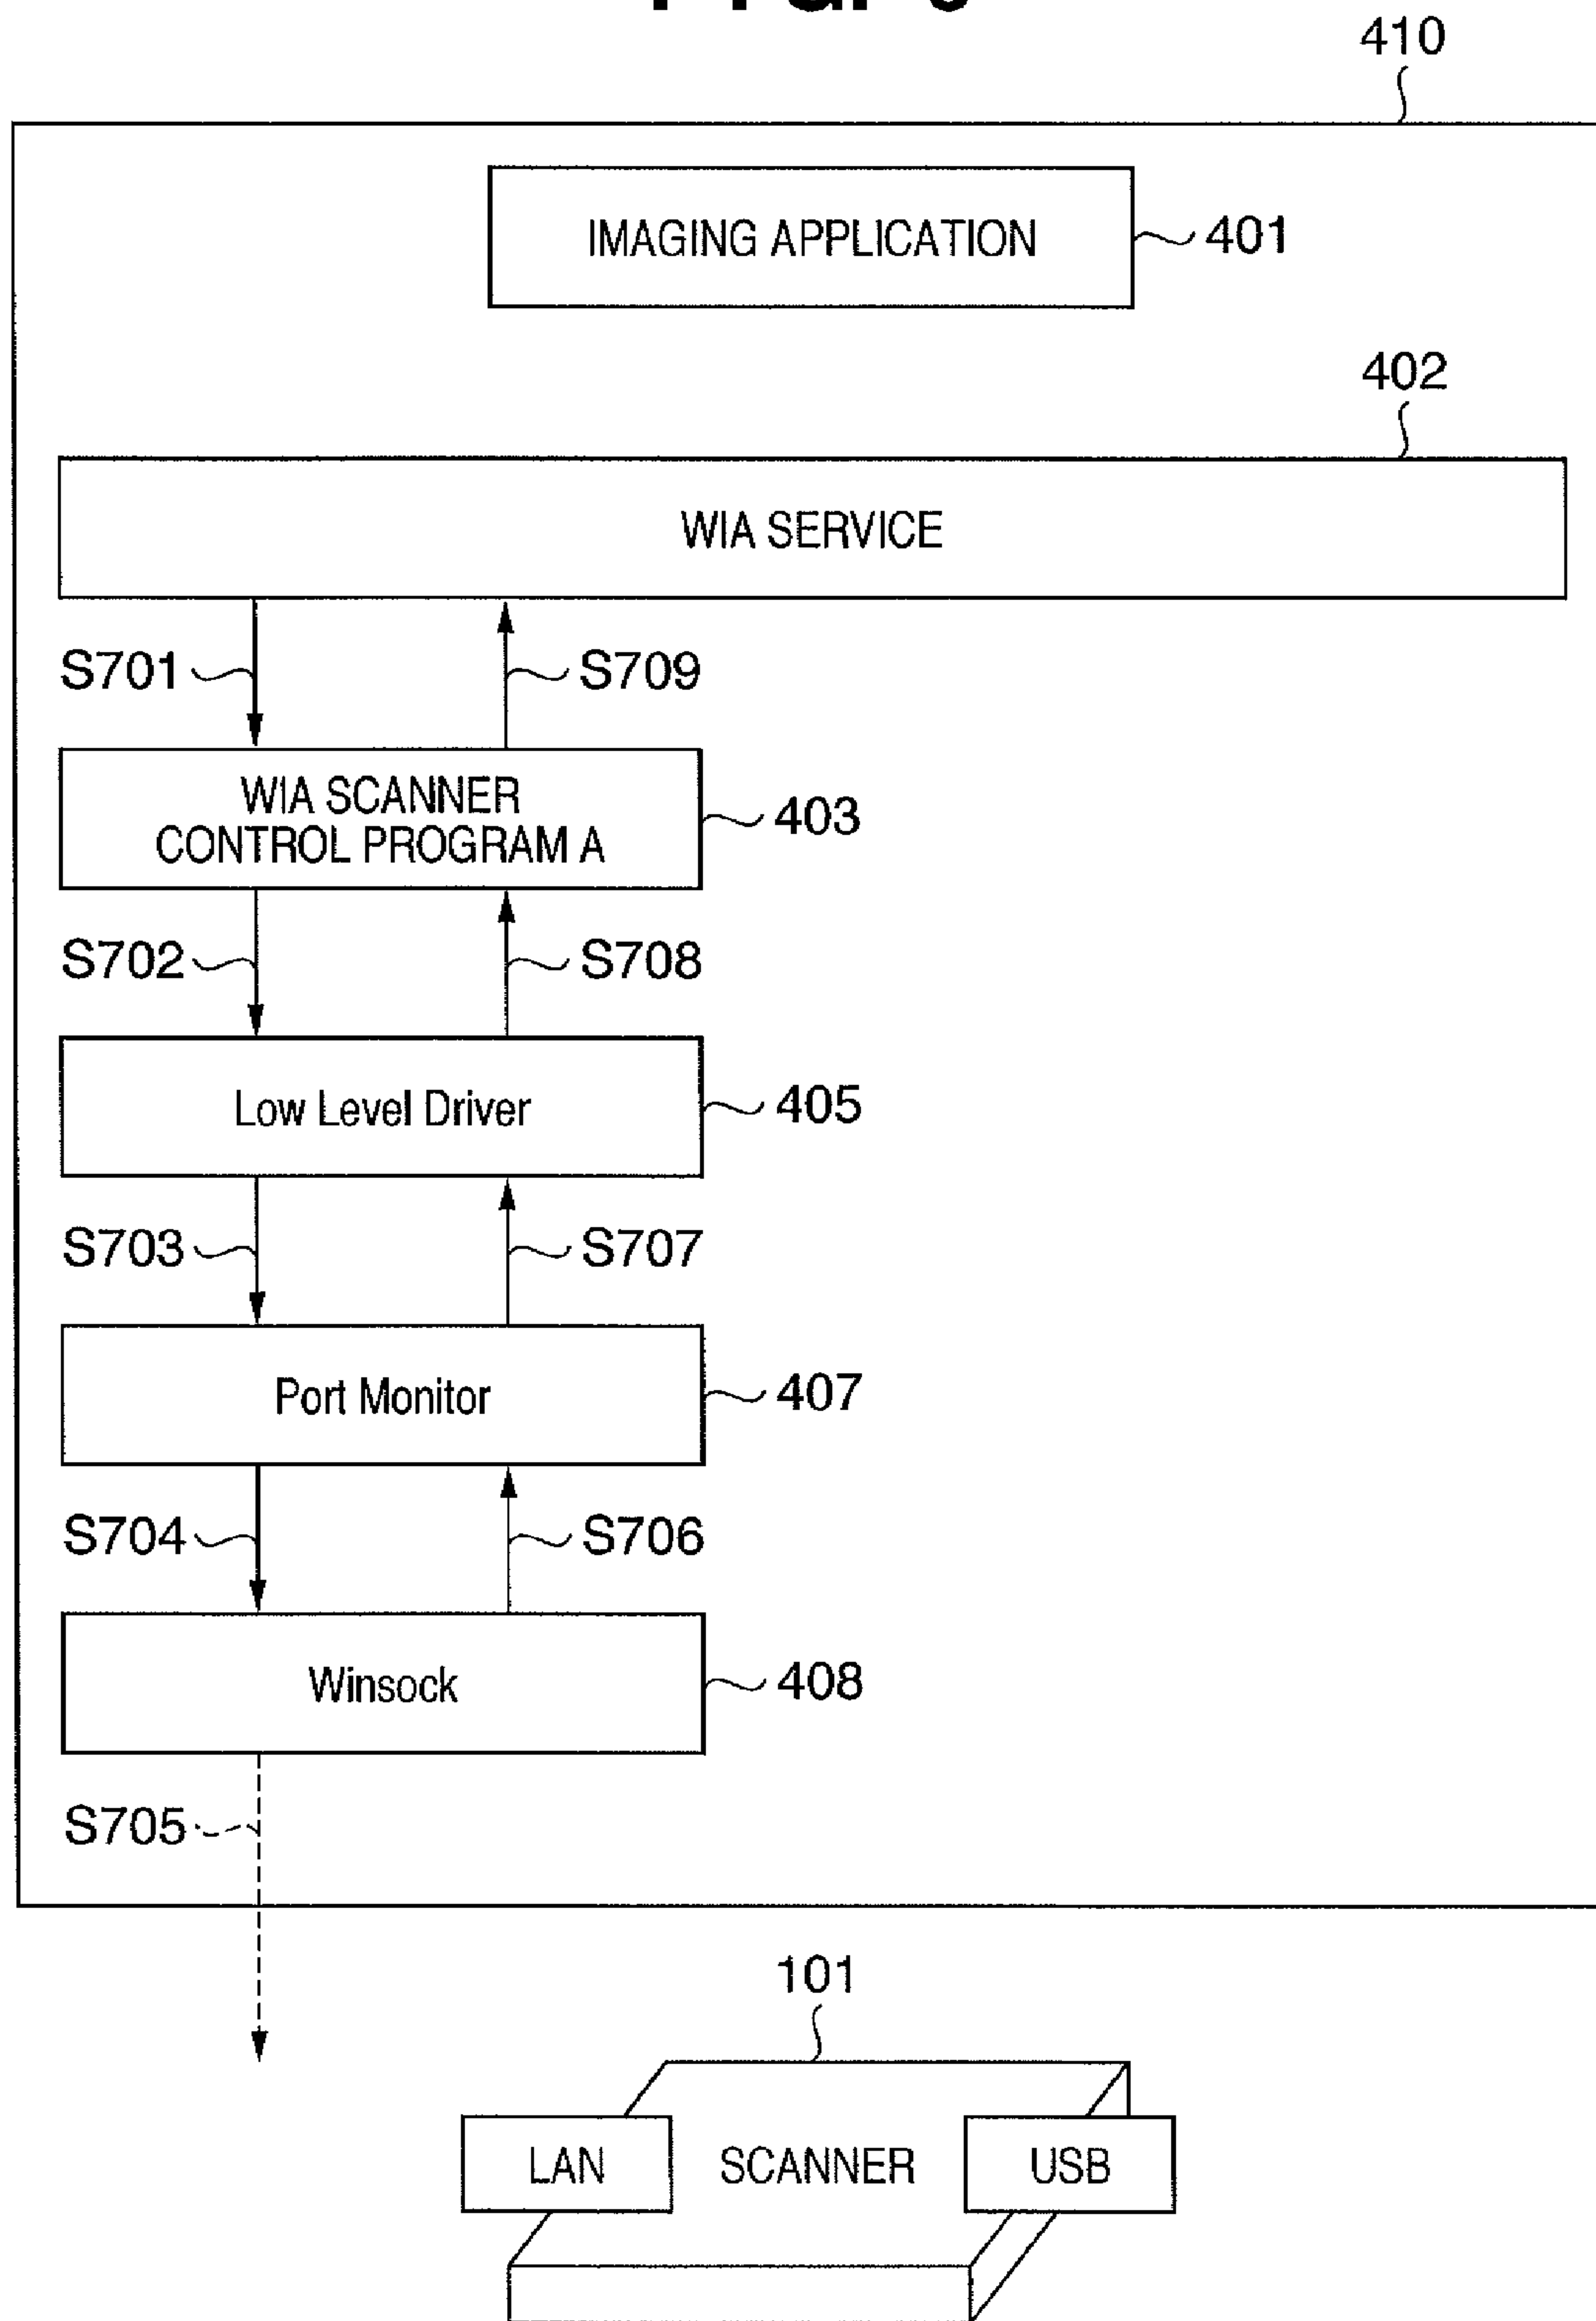 410
IMAGING APPLICATION
401
402
WIA SERVICE
S701
S709
WIA SCANNER
CONTROL PROGRAM A
403
S702
S708
Low Level Driver
405
S703
S707
Port Monitor
407
S704
S706
Winsock
408
S705
101
LAN
SCANNER
USB